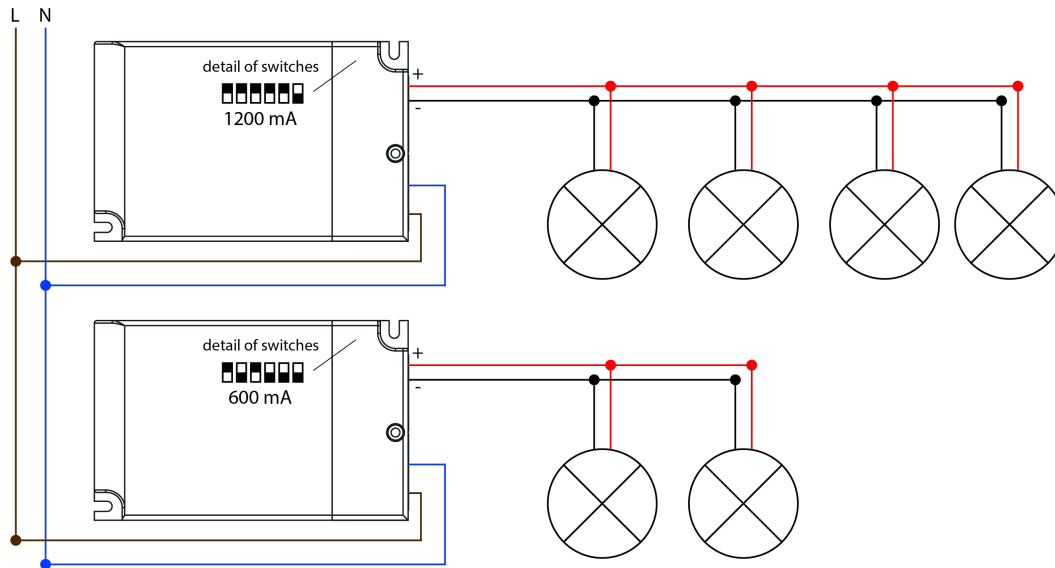 L N
detail of switches
+
-
1200 mA
detail of switches
+
-
600 mA